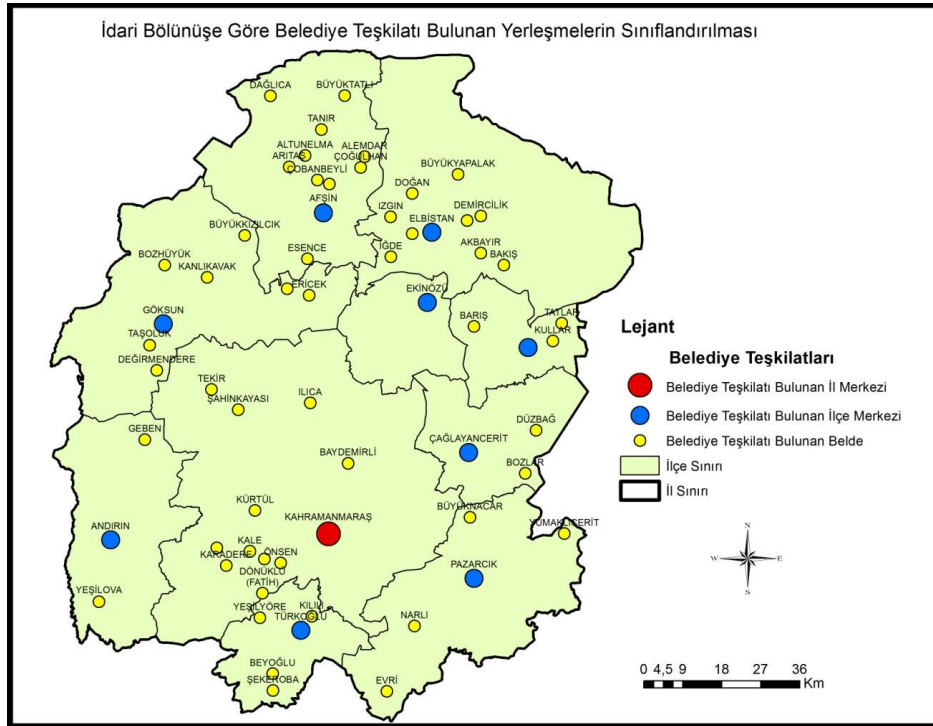 İdari Bölünüşe Göre Belediye Teşkilatı Bulunan Yerleşmelerin Sınıflandırılması
DAĞLICA
BÜYÜKTATLI
TANIR
ALTUNELMA
ALEMDAR
ARITAŞ
ÇOĞULHAN
ÇOBANBEYLİ
AFŞİN
BÜYÜKYAPALAK
DOĞAN
IZGIN
DEMİRCİLİK
ELBİSTAN
BÜYÜKKIZILCIK
ESENCE
İĞDE
AKBAYIR
BAKIŞ
BOZHÜYÜK
KANLIKAVAK
ERİCEK
EKİNÖZÜ
GÖKSUN
BARIŞ
TATLAR
KULLAR
TAŞOLUK
DEĞİRMENDERE
TEKİR
ŞAHİNKAYASI
ILICA
GEBEN
DÜZBAĞ
ÇAĞLAYANCERİT
BAYDEMİRLİ
BOZLAR
KÜRTÜL
BÜYÜKNACAR
KAHRAMANMARAŞ
YUMAKLICERİT
ANDIRIN
KALE
KARADERE
ÖNSEN
DÖNÜKLÜ
(FATİH)
PAZARCIK
YEŞİLOVA
YEŞİLYÖRE
KILILI
TÜRKOĞLU
NARLI
BEYOĞLU
ŞEKEROBA
EVRİ
Lejant
Belediye Teşkilatları
Belediye Teşkilatı Bulunan İl Merkezi
Belediye Teşkilatı Bulunan İlçe Merkezi
Belediye Teşkilatı Bulunan Belde
İlçe Sınırı
İl Sınırı
N
W E
S
0 4,5 9 18 27 36
Km